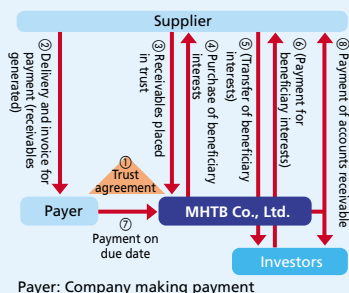 Supplier
② Delivery and invoice for
payment (receivables
generated)
③ Receivables placed
in trust
④ Purchase of beneficiary
interests
⑤ (Transfer of beneficiary
interests)
⑥ (Payment for
beneficiary interests)
⑧ Payment of accounts receivable
①
Trust
agreement
Payer
MHTB Co., Ltd.
⑦
Payment on
due date
Investors
Payer: Company making payment